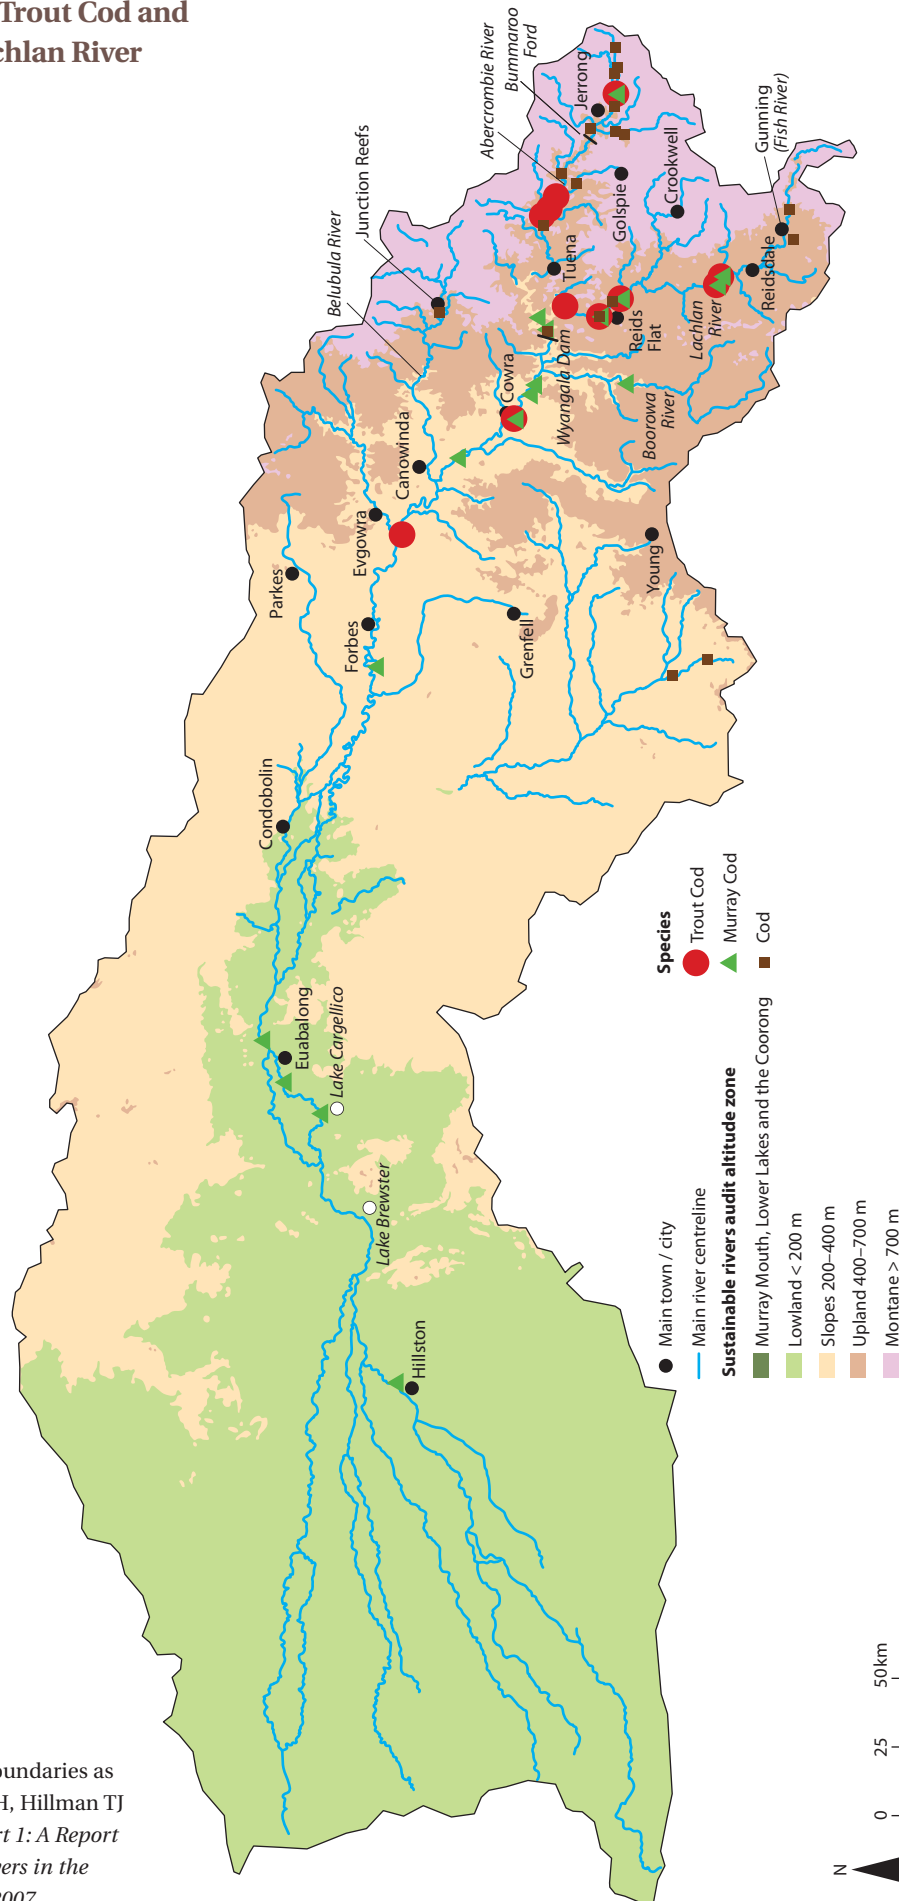 Trout Cod and
chlan River
Abercrombie River
Bummaroo
Ford
Jerrong
Junction Reefs
Belubula River
Golspie
Crookwell
Gunning
(Fish River)
Tuena
Reidsdale
Lachlan
River
Reids
Flat
Wyangala Dam
Cowra
Boorowa
River
Canowinda
Evgowra
Parkes
Young
Forbes
Grenfell
Condobolin
Euabalong
Lake Cargellico
Lake Brewster
Hillston
Species
Trout Cod
Murray Cod
Cod
Main town / city
Main river centreline
Sustainable rivers audit altitude zone
Murray Mouth, Lower Lakes and the Coorong
Lowland < 200 m
Slopes 200–400 m
Upland 400–700 m
Montane > 700 m
0 25 50km
N
oundaries as
H, Hillman TJ
rt 1: A Report
vers in the
2007